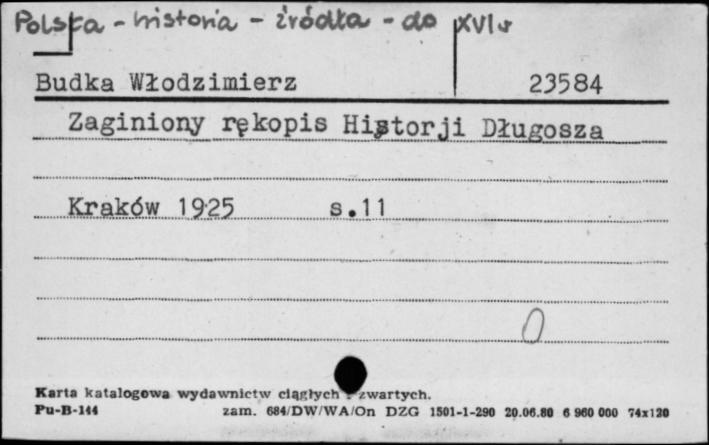 Polska - historia - źródła - do XVI w
Budka Włodzimierz 23584
Zaginiony rękopis Historji Długosza
Kraków 1925 s.11
0
Karta katalogowa wydawnictw ciągłych i zwartych.
Pu-B-144 zam. 684/DW/WA/On DZG 1501-1-290 20.06.80 6 960 000 74x120